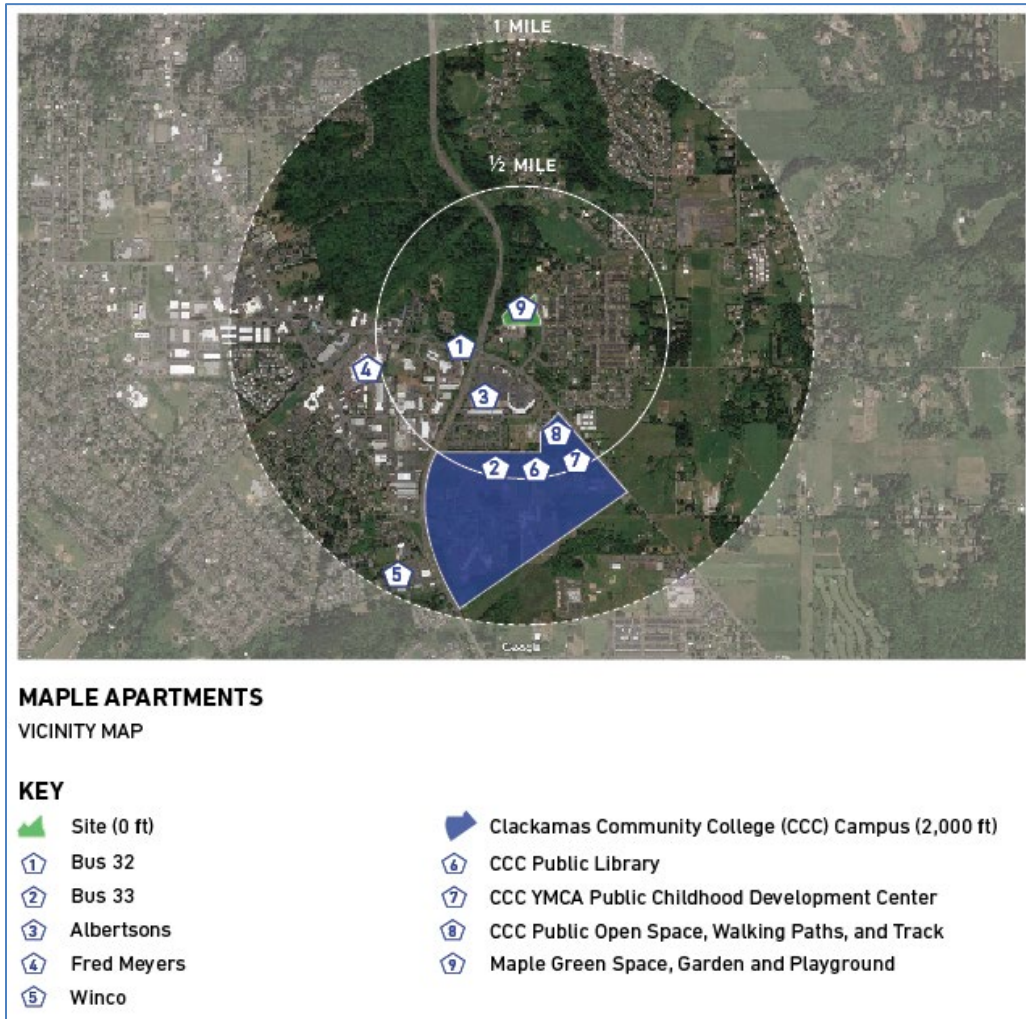 1 MILE
½ MILE
9
1
4
3
8
2
6
7
5
Google
MAPLE APARTMENTS
VICINITY MAP
KEY
Site (0 ft)
1 Bus 32
2 Bus 33
3 Albertsons
4 Fred Meyers
5 Winco
Clackamas Community College (CCC) Campus (2,000 ft)
6 CCC Public Library
7 CCC YMCA Public Childhood Development Center
8 CCC Public Open Space, Walking Paths, and Track
9 Maple Green Space, Garden and Playground